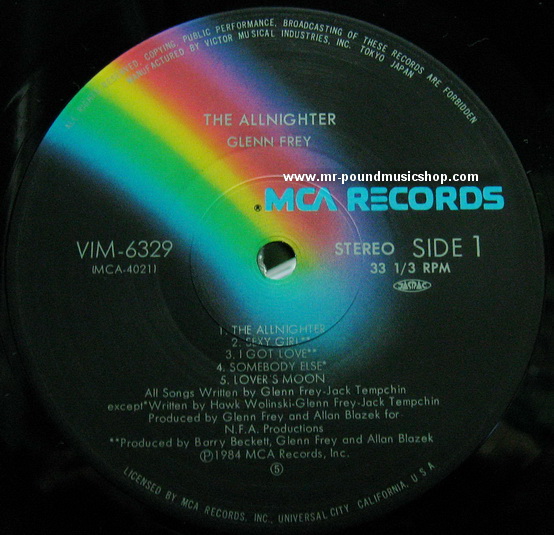 ALL RIGHTS RESERVED, COPYING, PUBLIC PERFORMANCE, BROADCASTING OF THESE RECORDS ARE FORBIDDEN
MANUFACTURED BY VICTOR MUSICAL INDUSTRIES, INC. TOKYO JAPAN
THE ALLNIGHTER
GLENN FREY
www.mr-poundmusicshop.com
® MCA RECORDS
VIM-6329
(MCA-4021)
STEREO SIDE 1
33 1/3 RPM
JASRAC
1. THE ALLNIGHTER
2. SEXY GIRL**
3. I GOT LOVE**
4. SOMEBODY ELSE*
5. LOVER'S MOON
All Songs Written by Glenn Frey-Jack Tempchin
except*Written by Hawk Wolinski-Glenn Frey-Jack Tempchin
Produced by Glenn Frey and Allan Blazek for
N.F.A. Productions
**Produced by Barry Beckett, Glenn Frey and Allan Blazek
Ⓟ1984 MCA Records, Inc.
⑤
LICENSED BY MCA RECORDS, INC., UNIVERSAL CITY, CALIFORNIA, U.S.A